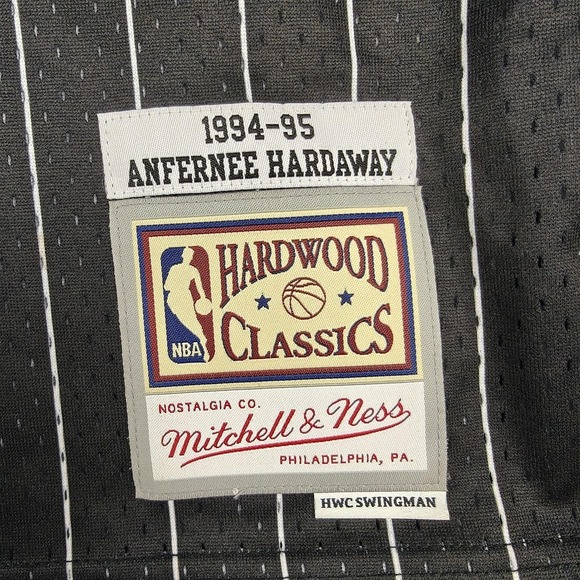 1994-95
ANFERNEE HARDAWAY
HARDWOOD
CLASSICS
NBA
NOSTALGIA CO.
Mitchell & Ness
PHILADELPHIA, PA.
HWC SWINGMAN